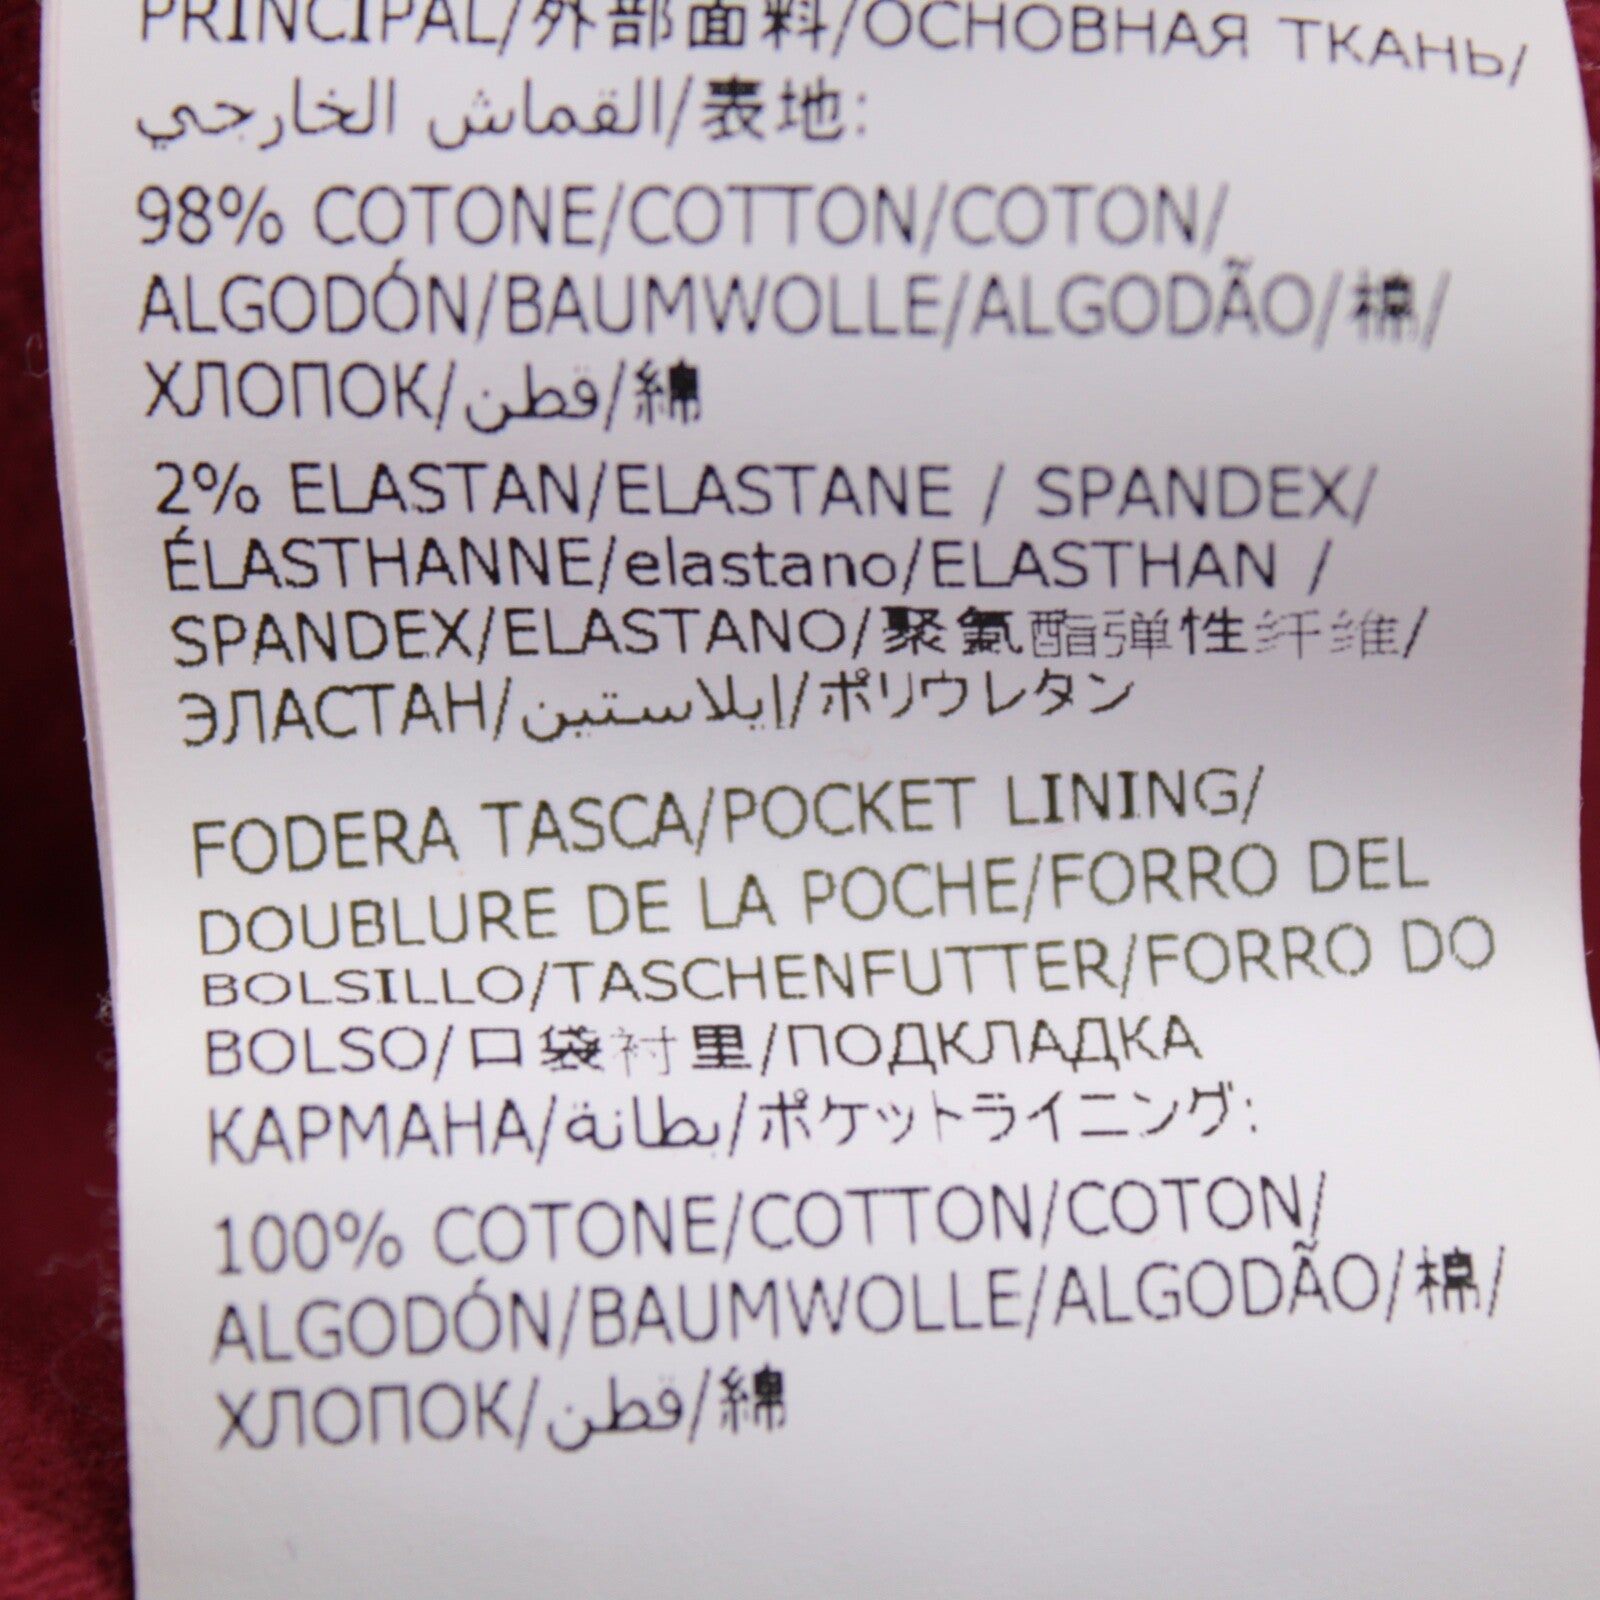 PRINCIPAL/外部面料/ОСНОВНАЯ ТКАНЬ/
القماش الخارجي/表地:
98% COTONE/COTTON/COTON/
ALGODÓN/BAUMWOLLE/ALGODÃO/棉/
ХЛОПОК/قطن/綿
2% ELASTAN/ELASTANE / SPANDEX/
ÉLASTHANNE/elastano/ELASTHAN /
SPANDEX/ELASTANO/聚氨酯弹性纤维/
ЭЛАСТАН/إيلاستين/ポリウレタン
FODERA TASCA/POCKET LINING/
DOUBLURE DE LA POCHE/FORRO DEL
BOLSILLO/TASCHENFUTTER/FORRO DO
BOLSO/口袋衬里/ПОДКЛАДКА
КАРМАНА/بطانة/ポケットライニング:
100% COTONE/COTTON/COTON/
ALGODÓN/BAUMWOLLE/ALGODÃO/棉/
ХЛОПОК/قطن/綿